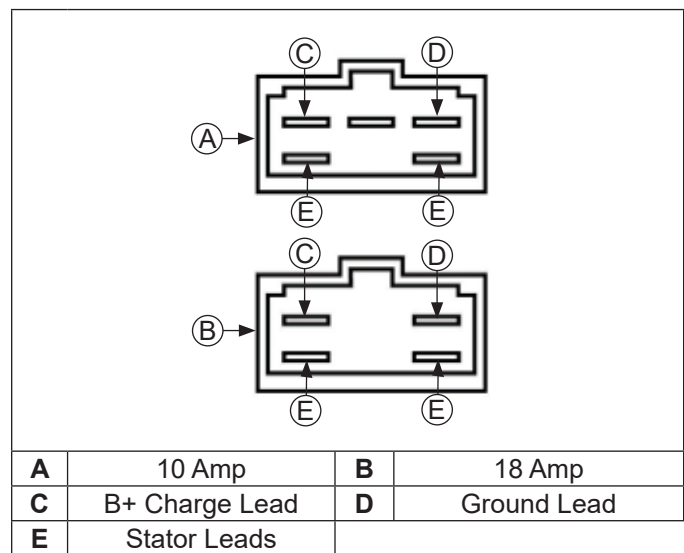 C D
A
E E
C D
B
E E
A 10 Amp B 18 Amp
C B+ Charge Lead D Ground Lead
E Stator Leads